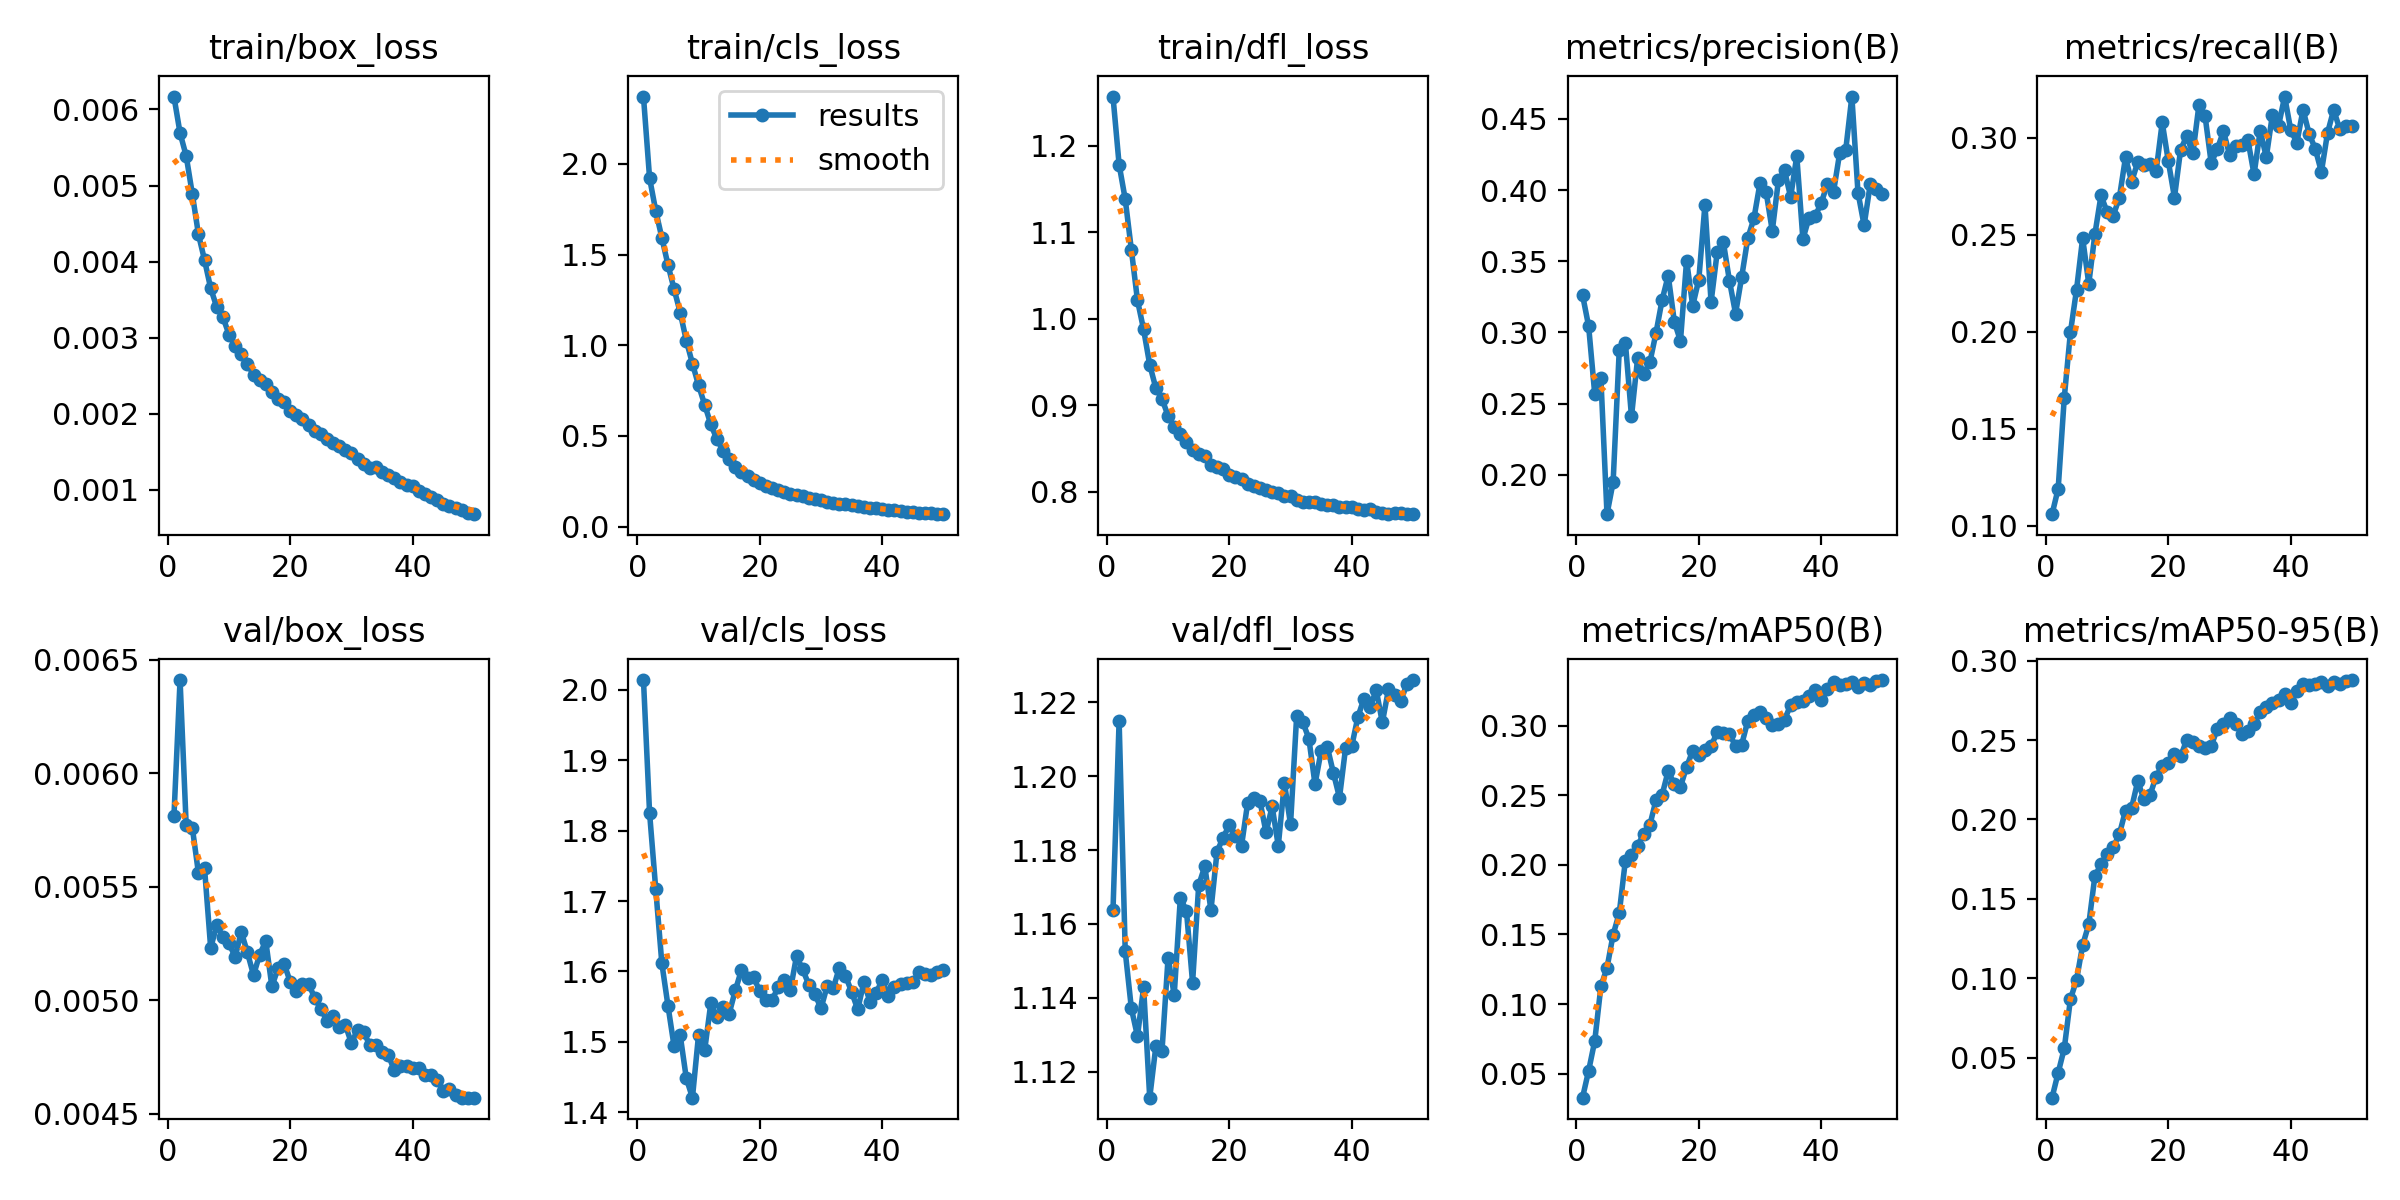 train/box_loss
0.006
0.005
0.004
0.003
0.002
0.001
0 20 40
train/cls_loss
results
smooth
2.0
1.5
1.0
0.5
0.0
0 20 40
train/dfl_loss
1.2
1.1
1.0
0.9
0.8
0 20 40
metrics/precision(B)
0.45
0.40
0.35
0.30
0.25
0.20
0 20 40
metrics/recall(B)
0.30
0.25
0.20
0.15
0.10
0 20 40
val/box_loss
0.0065
0.0060
0.0055
0.0050
0.0045
0 20 40
val/cls_loss
2.0
1.9
1.8
1.7
1.6
1.5
1.4
0 20 40
val/dfl_loss
1.22
1.20
1.18
1.16
1.14
1.12
0 20 40
metrics/mAP50(B)
0.30
0.25
0.20
0.15
0.10
0.05
0 20 40
metrics/mAP50-95(B)
0.30
0.25
0.20
0.15
0.10
0.05
0 20 40